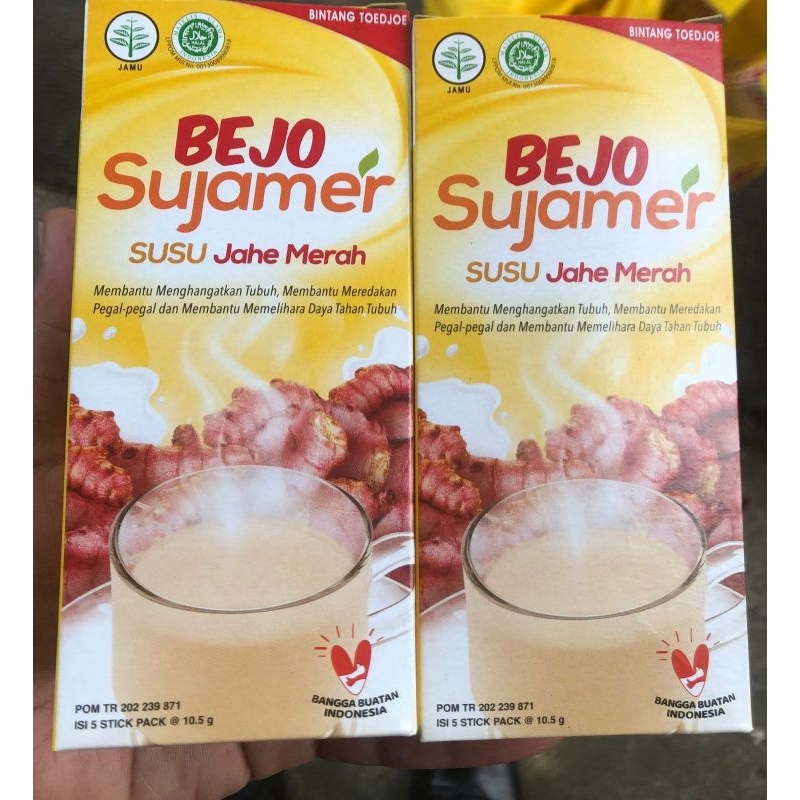 BINTANG TOEDJOE
JAMU
HALAL
BEJO
Sujamer
SUSU Jahe Merah
Membantu Menghangatkan Tubuh, Membantu Meredakan
Pegal-pegal dan Membantu Memelihara Daya Tahan Tubuh
BANGGA BUATAN
INDONESIA
POM TR 202 239 871
ISI 5 STICK PACK @ 10.5 g
BINTANG TOEDJOE
JAMU
HALAL
BEJO
Sujamer
SUSU Jahe Merah
Membantu Menghangatkan Tubuh, Membantu Meredakan
Pegal-pegal dan Membantu Memelihara Daya Tahan Tubuh
BANGGA BUATAN
INDONESIA
POM TR 202 239 871
ISI 5 STICK PACK @ 10.5 g